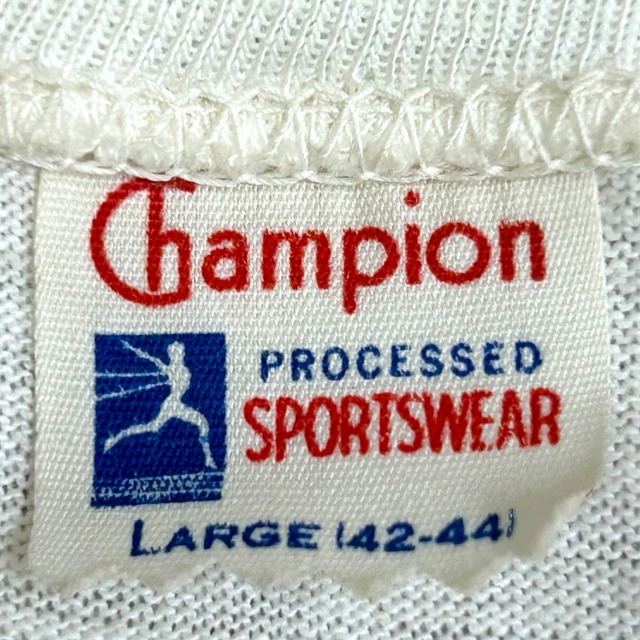 Champion
PROCESSED
SPORTSWEAR
LARGE (42-44)